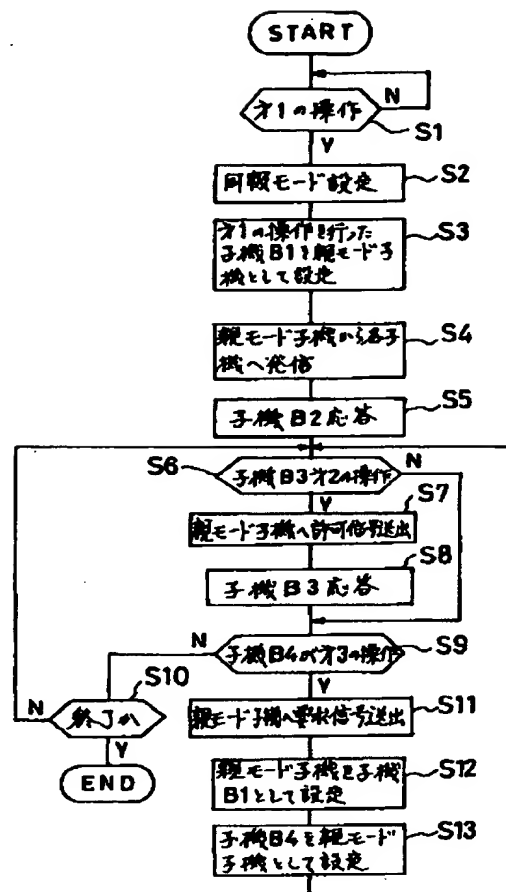 START
才1の操作
N
S1
Y
同報モード設定
S2
才1の操作を行った
子機B1を親モード子
機として設定
S3
親モード子機から各子
機へ発信
S4
子機B2応答
S5
S6
子機B3才2の操作
N
Y
S7
親モード子機へ許可信号送出
S8
子機B3応答
N
子機B4が才3の操作
S9
S10
Y
N
終了か
親モード子機へ要求信号送出
S11
Y
END
親モード子機を子機
B1として設定
S12
子機B4を親モード
子機として設定
S13